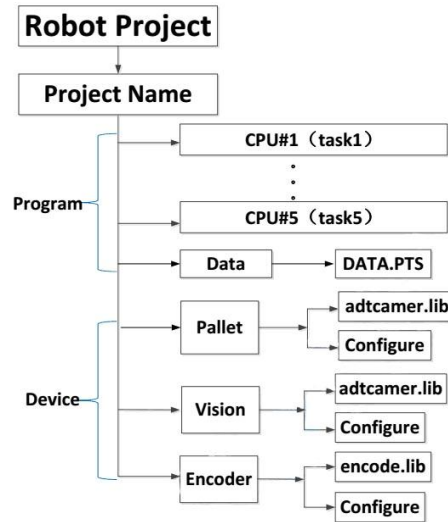 Robot Project
Project Name
Program
CPU#1（task1）
CPU#5（task5）
Data
DATA.PTS
Device
Pallet
adtcamer.lib
Configure
Vision
adtcamer.lib
Configure
Encoder
encode.lib
Configure